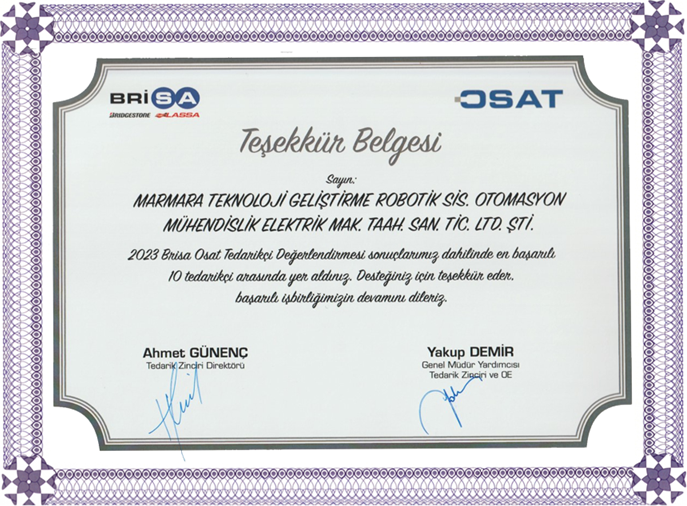 BRiSA
BRIDGESTONE LASSA
OSAT
Teşekkür Belgesi
Sayın:
MARMARA TEKNOLOJİ GELİŞTİRME ROBOTİK SİS. OTOMASYON
MÜHENDİSLİK ELEKTRİK MAK. TAAH. SAN. TİC. LTD. ŞTİ.
2023 Brisa Osat Tedarikçi Değerlendirmesi sonuçlarımız dahilinde en başarılı
10 tedarikçi arasında yer aldınız. Desteğiniz için teşekkür eder,
başarılı işbirliğimizin devamını dileriz.
Ahmet GÜNENÇ
Tedarik Zinciri Direktörü
Yakup DEMİR
Genel Müdür Yardımcısı
Tedarik Zinciri ve OE